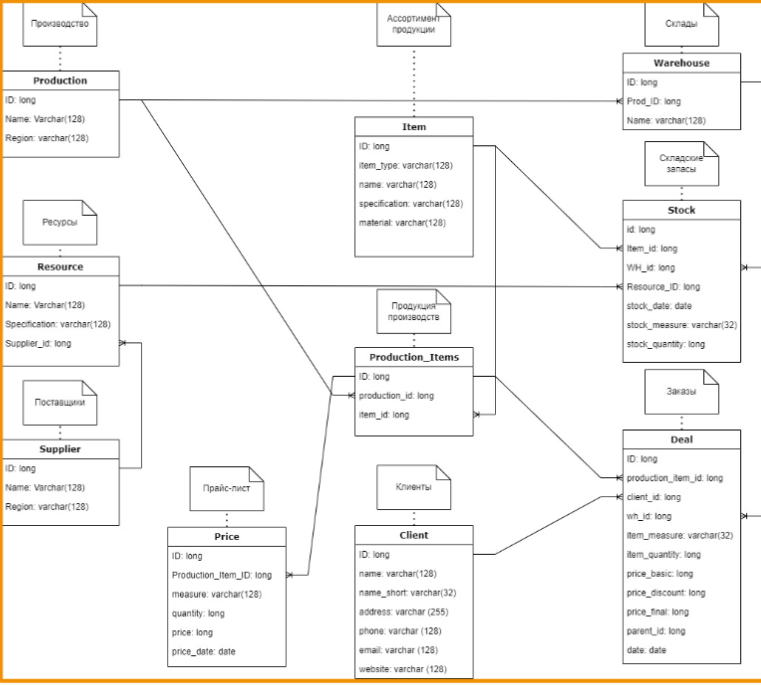 Производство
Production
ID: long
Name: Varchar(128)
Region: varchar(128)
Ассортимент
продукции
Item
ID: long
item_type: varchar(128)
name: varchar(128)
specification: varchar(128)
material: varchar(128)
Склады
Warehouse
ID: long
Prod_ID: long
Name: varchar(128)
Складские
запасы
Stock
id: long
Item_id: long
WH_id: long
Resource_ID: long
stock_date: date
stock_measure: varchar(32)
stock_quantity: long
Ресурсы
Resource
ID: long
Name: Varchar(128)
Specification: varchar(128)
Supplier_id: long
Продукция
производств
Production_Items
ID: long
production_id: long
item_id: long
Поставщики
Supplier
ID: long
Name: Varchar(128)
Region: varchar(128)
Прайс-лист
Price
ID: long
Production_Item_ID: long
measure: varchar(128)
quantity: long
price: long
price_date: date
Клиенты
Client
ID: long
name: varchar(128)
name_short: varchar(32)
address: varchar (255)
phone: varchar (128)
email: varchar (128)
website: varchar (128)
Заказы
Deal
ID: long
production_item_id: long
client_id: long
wh_id: long
item_measure: varchar(32)
item_quantity: long
price_basic: long
price_discount: long
price_final: long
parent_id: long
date: date